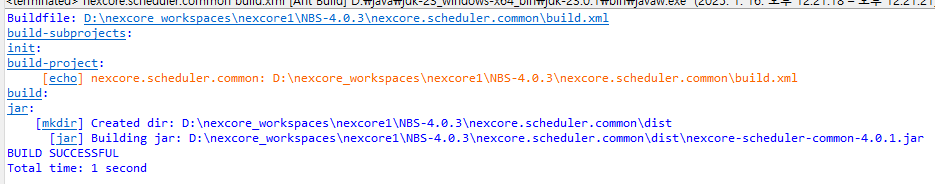 <terminated> nexcore.scheduler.common build.xml [Ant Build] D:\java\jdk-23_windows-x64_bin\jdk-23.0.1\bin\javaw.exe (2025. 1. 16. 오후 12:21:18 – 오후 12:21:21)
Buildfile: D:\nexcore_workspaces\nexcore1\NBS-4.0.3\nexcore.scheduler.common\build.xml
build-subprojects:
init:
build-project:
[echo] nexcore.scheduler.common: D:\nexcore_workspaces\nexcore1\NBS-4.0.3\nexcore.scheduler.common\build.xml
build:
jar:
[mkdir] Created dir: D:\nexcore_workspaces\nexcore1\NBS-4.0.3\nexcore.scheduler.common\dist
[jar] Building jar: D:\nexcore_workspaces\nexcore1\NBS-4.0.3\nexcore.scheduler.common\dist\nexcore-scheduler-common-4.0.1.jar
BUILD SUCCESSFUL
Total time: 1 second